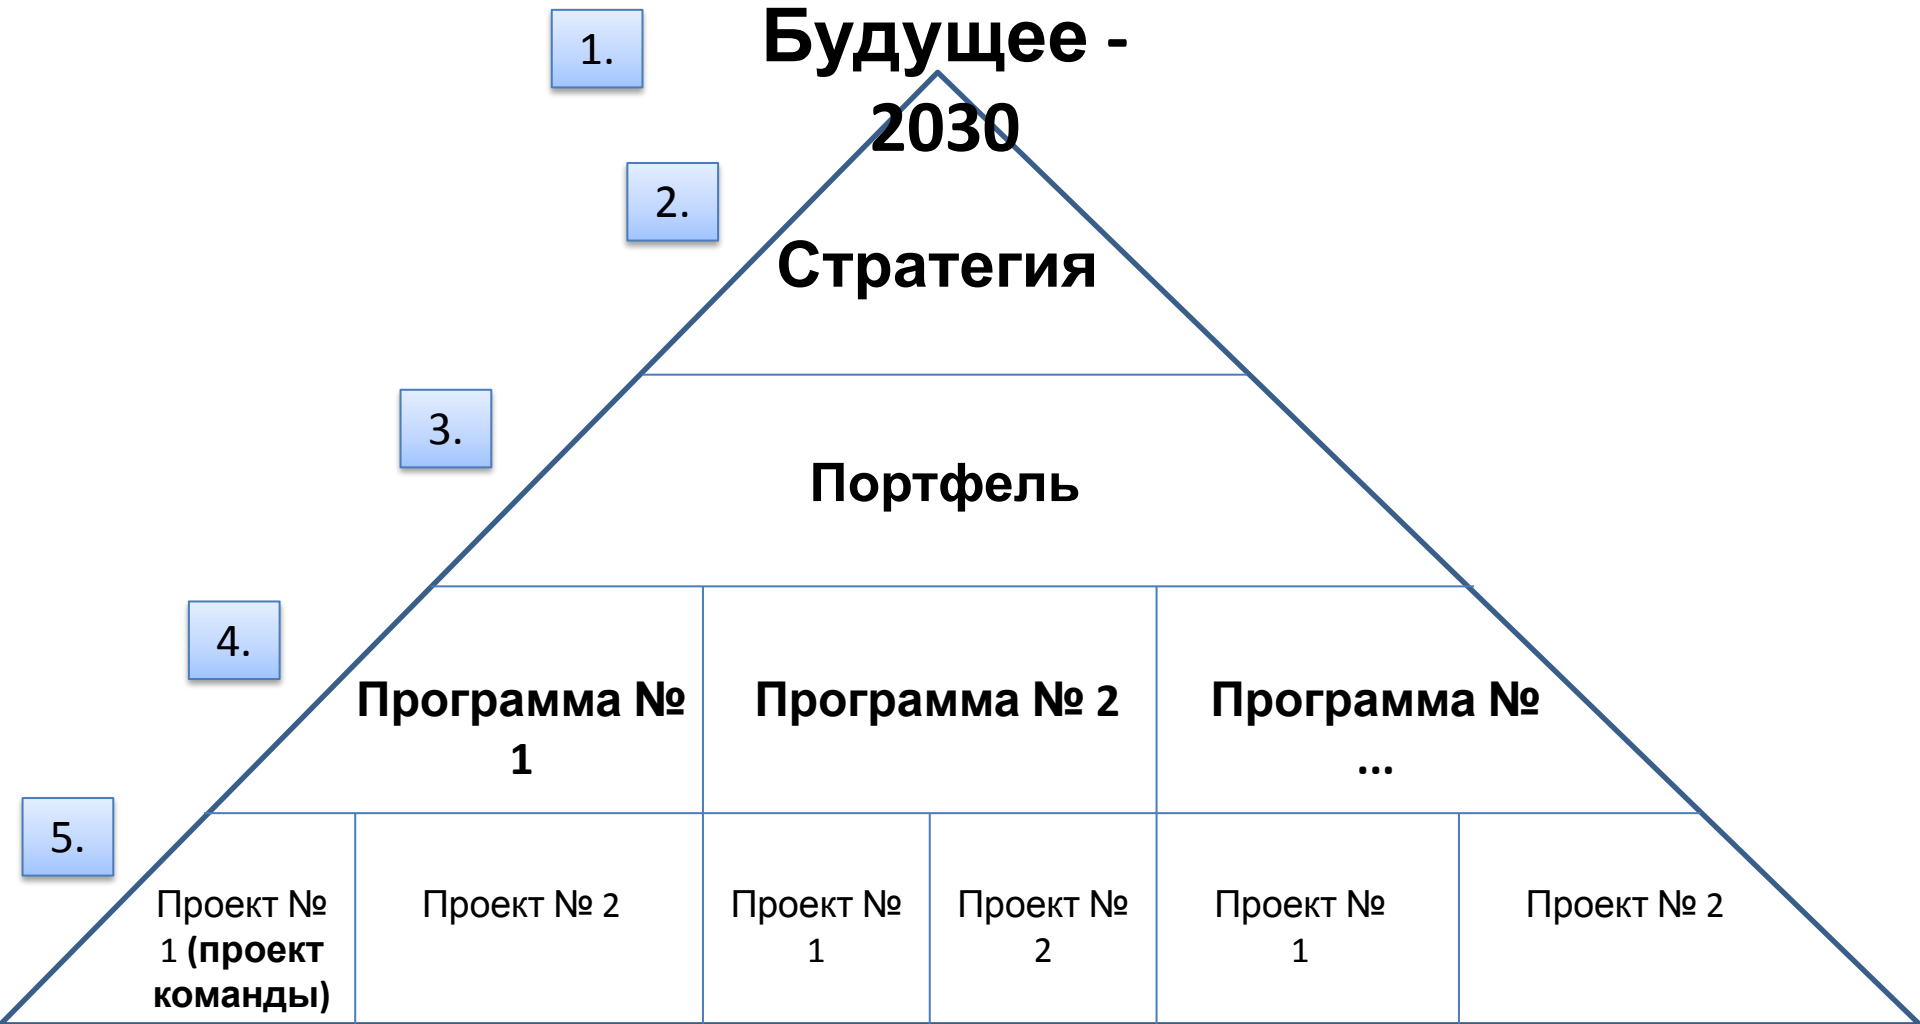 1.
Будущее -
2030
2.
Стратегия
3.
Портфель
4.
Программа №
1
Программа № 2
Программа №
...
5.
Проект №
1 (проект
команды)
Проект № 2
Проект №
1
Проект №
2
Проект №
1
Проект № 2